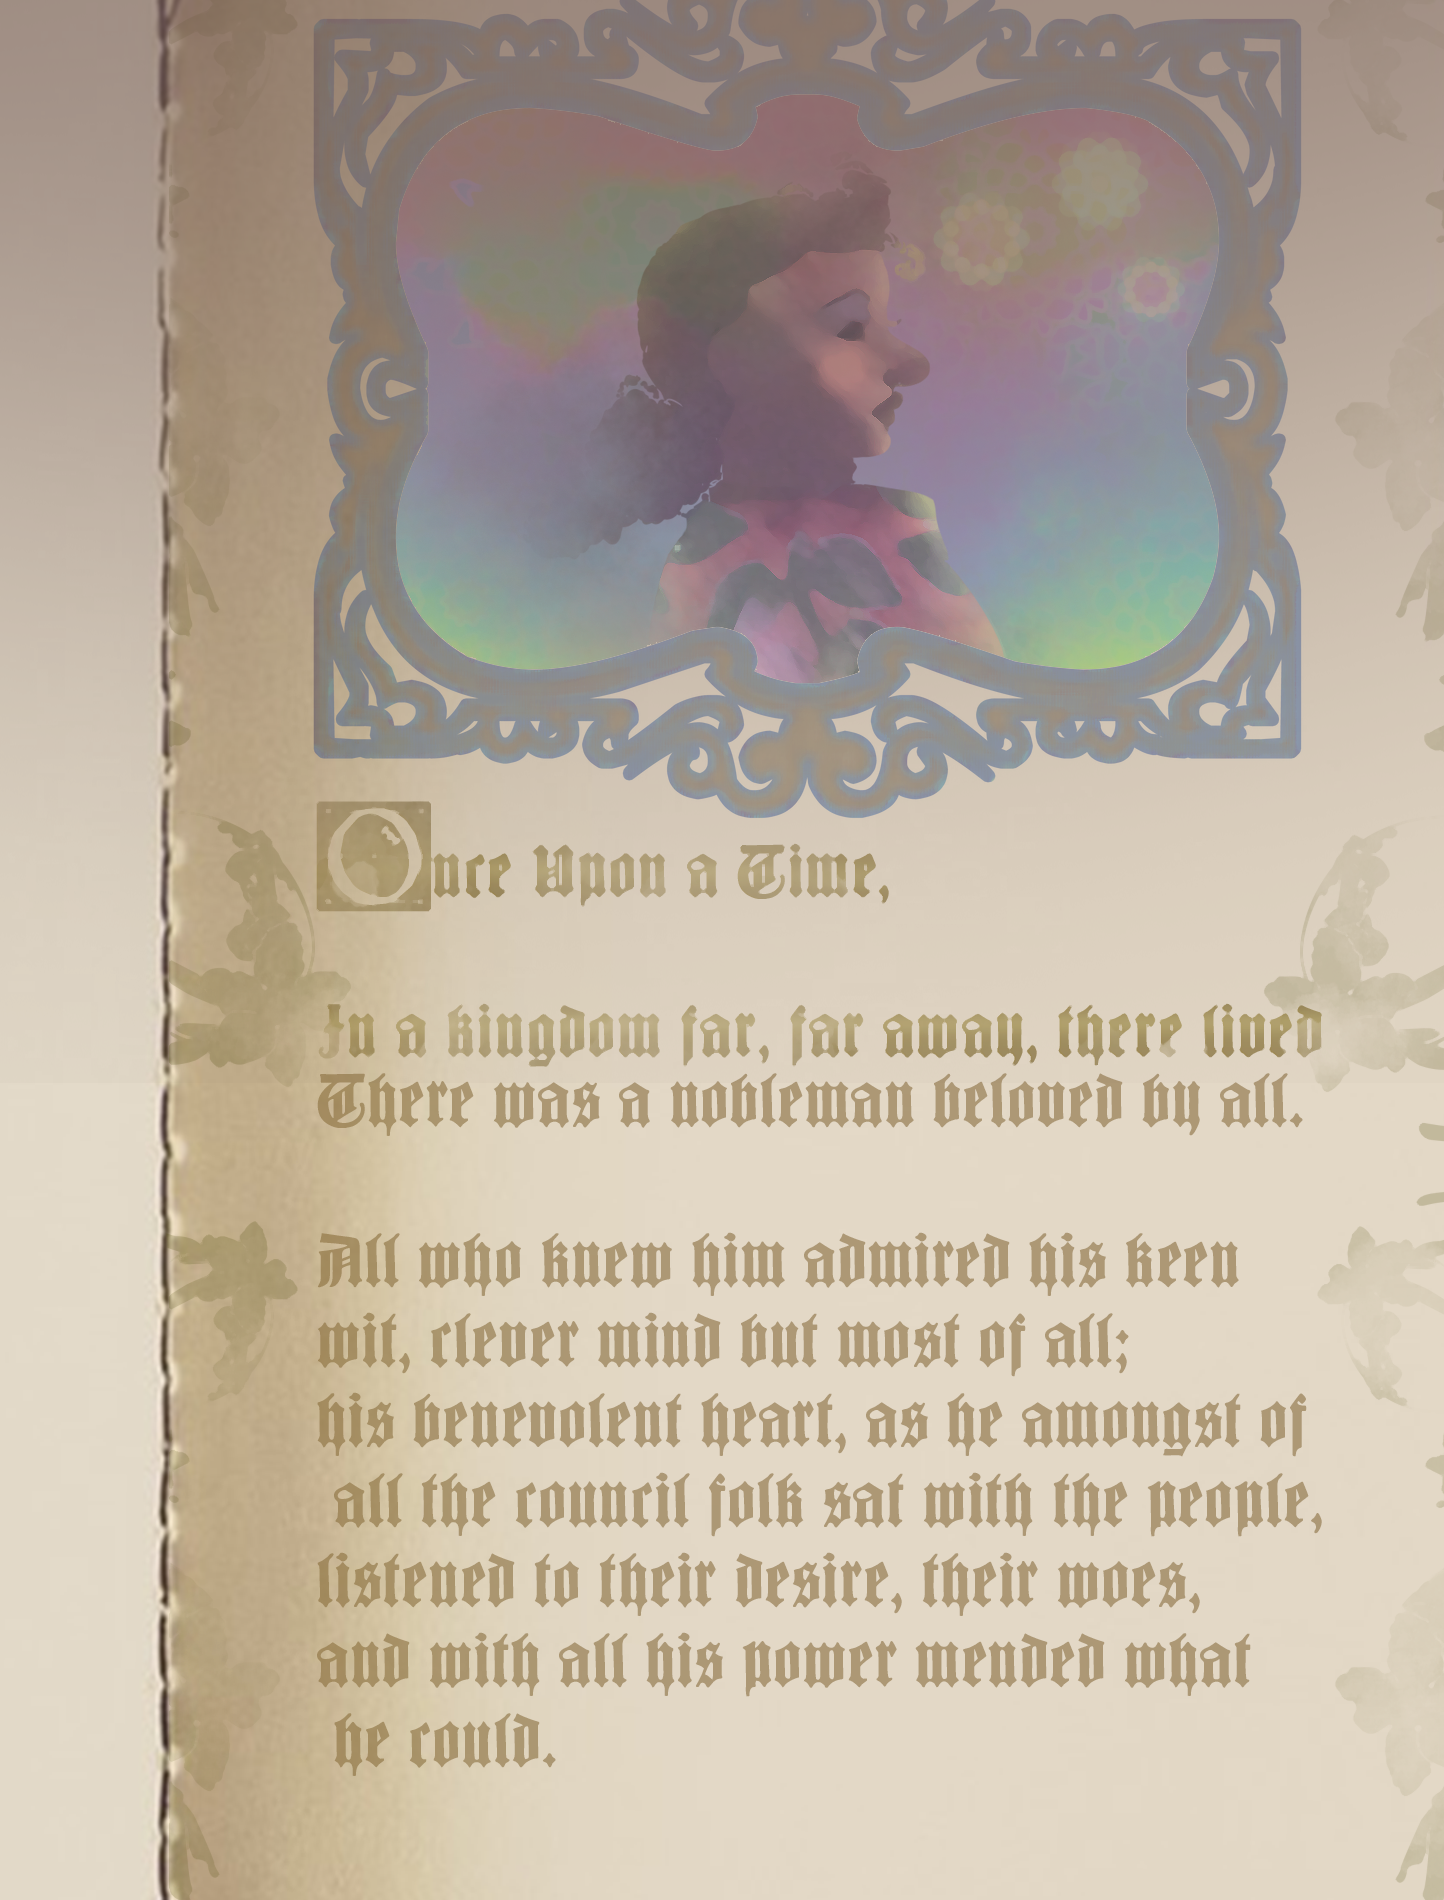 Once Upon a Time,
In a kingdom far, far away, there lived
There was a nobleman beloved by all.
All who knew him admired his keen
wit, clever mind but most of all;
his benevolent heart, as he amongst of
all the council folk sat with the people,
listened to their desire, their woes,
and with all his power mended what
he could.